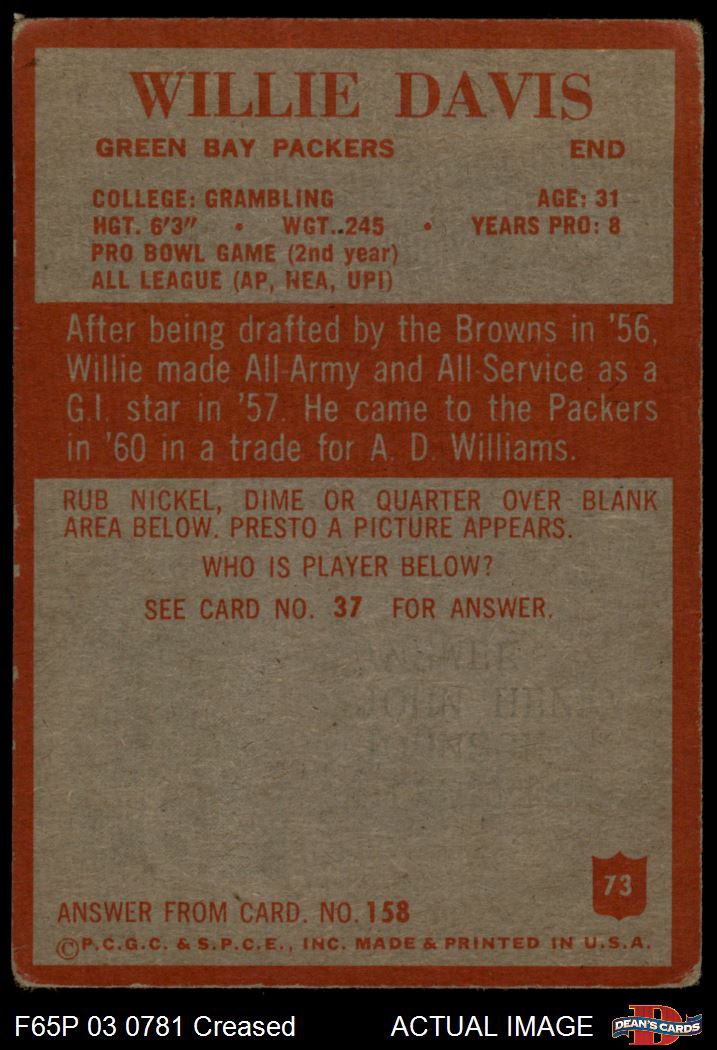 WILLIE DAVIS
GREEN BAY PACKERS END
COLLEGE: GRAMBLING AGE: 31
HGT. 6'3" • WGT..245 • YEARS PRO: 8
PRO BOWL GAME (2nd year)
ALL LEAGUE (AP, NEA, UPI)
After being drafted by the Browns in '56,
Willie made All-Army and All-Service as a
G.I. star in '57. He came to the Packers
in '60 in a trade for A. D. Williams.
RUB NICKEL, DIME OR QUARTER OVER BLANK
AREA BELOW. PRESTO A PICTURE APPEARS.
WHO IS PLAYER BELOW?
SEE CARD NO. 37 FOR ANSWER.
ANSWER
JOHN HENRY
JOHNSON
73
ANSWER FROM CARD. NO. 158
©P.C.G.C. & S.P.C.E., INC. MADE & PRINTED IN U.S.A.
F65P 03 0781 Creased ACTUAL IMAGE
DEAN'S CARDS